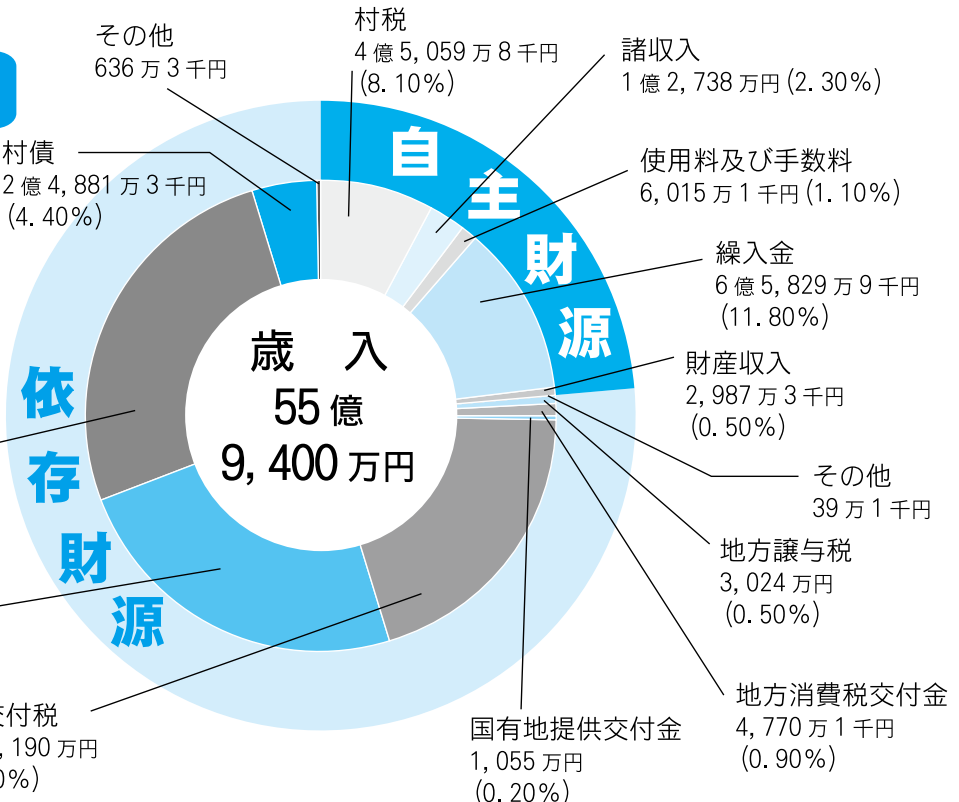 その他
636万3千円
村税
4億5,059万8千円
(8.10%)
諸収入
1億2,738万円(2.30%)
村債
2億4,881万3千円
(4.40%)
使用料及び手数料
6,015万1千円(1.10%)
自主財源
繰入金
6億5,829万9千円
(11.80%)
歳入
55億
9,400万円
財産収入
2,987万3千円
(0.50%)
依存財源
その他
39万1千円
地方譲与税
3,024万円
(0.50%)
地方消費税交付金
4,770万1千円
(0.90%)
国有地提供交付金
1,055万円
(0.20%)
付税
,190万円
0%)